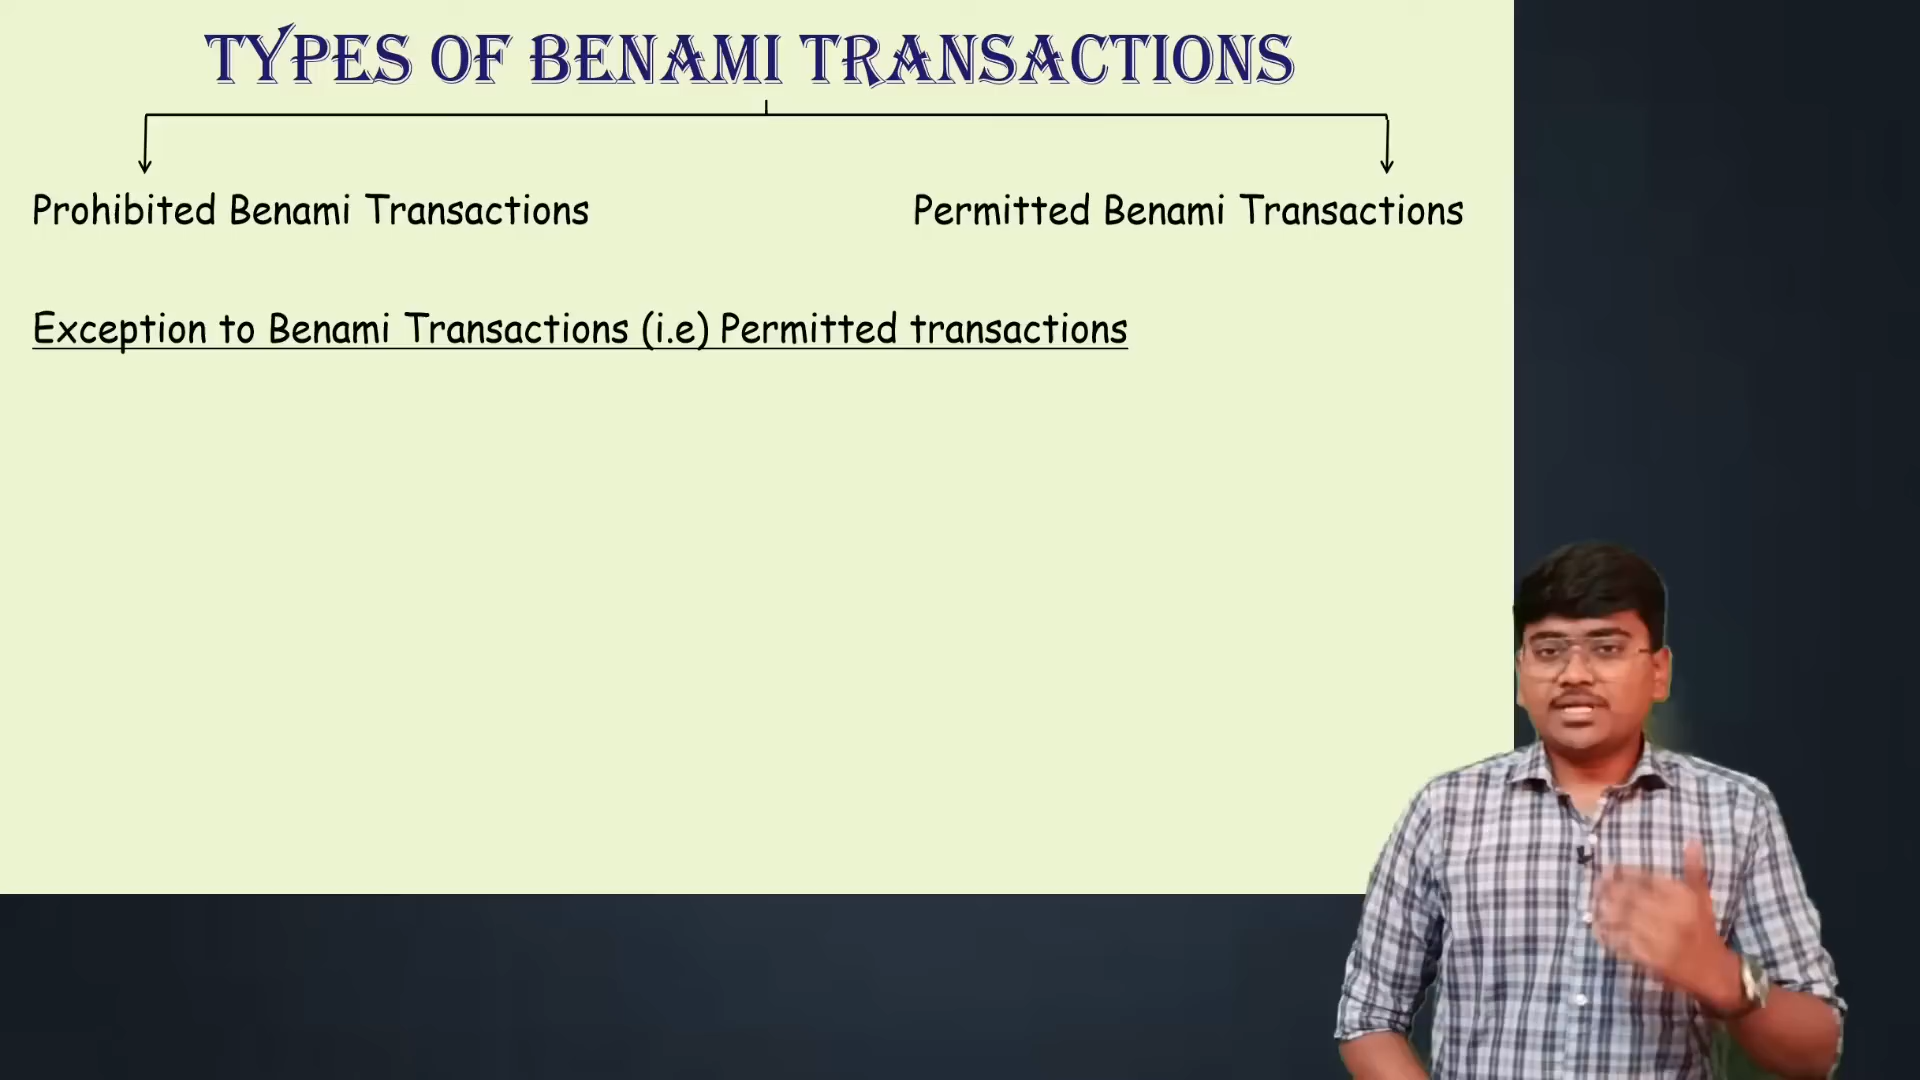 TYPES OF BENAMI TRANSACTIONS
Prohibited Benami Transactions
Permitted Benami Transactions
Exception to Benami Transactions (i.e) Permitted transactions